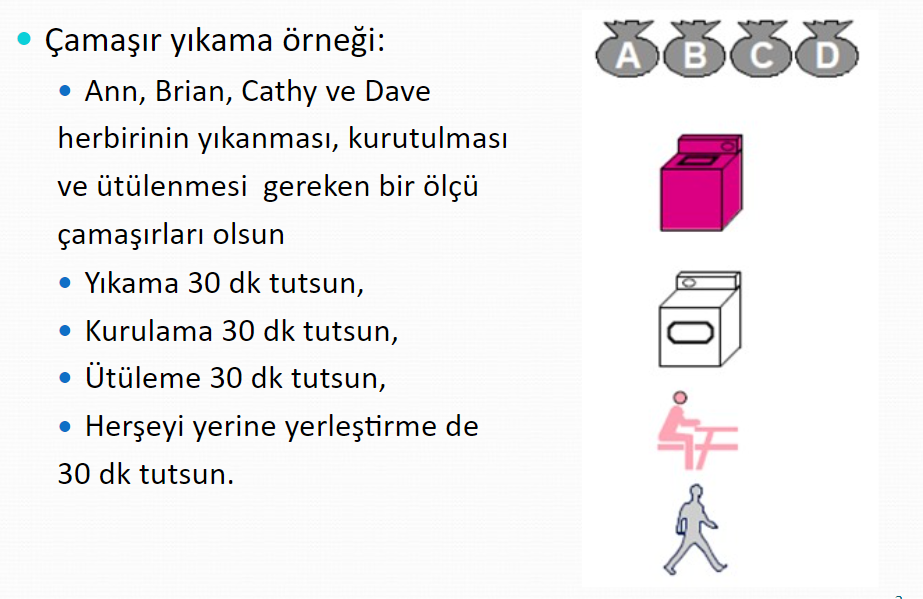 Çamaşır yıkama örneği:
Ann, Brian, Cathy ve Dave
herbirinin yıkanması, kurutulması
ve ütülenmesi gereken bir ölçü
çamaşırları olsun
Yıkama 30 dk tutsun,
Kurulama 30 dk tutsun,
Ütüleme 30 dk tutsun,
Herşeyi yerine yerleştirme de
30 dk tutsun.
A B C D